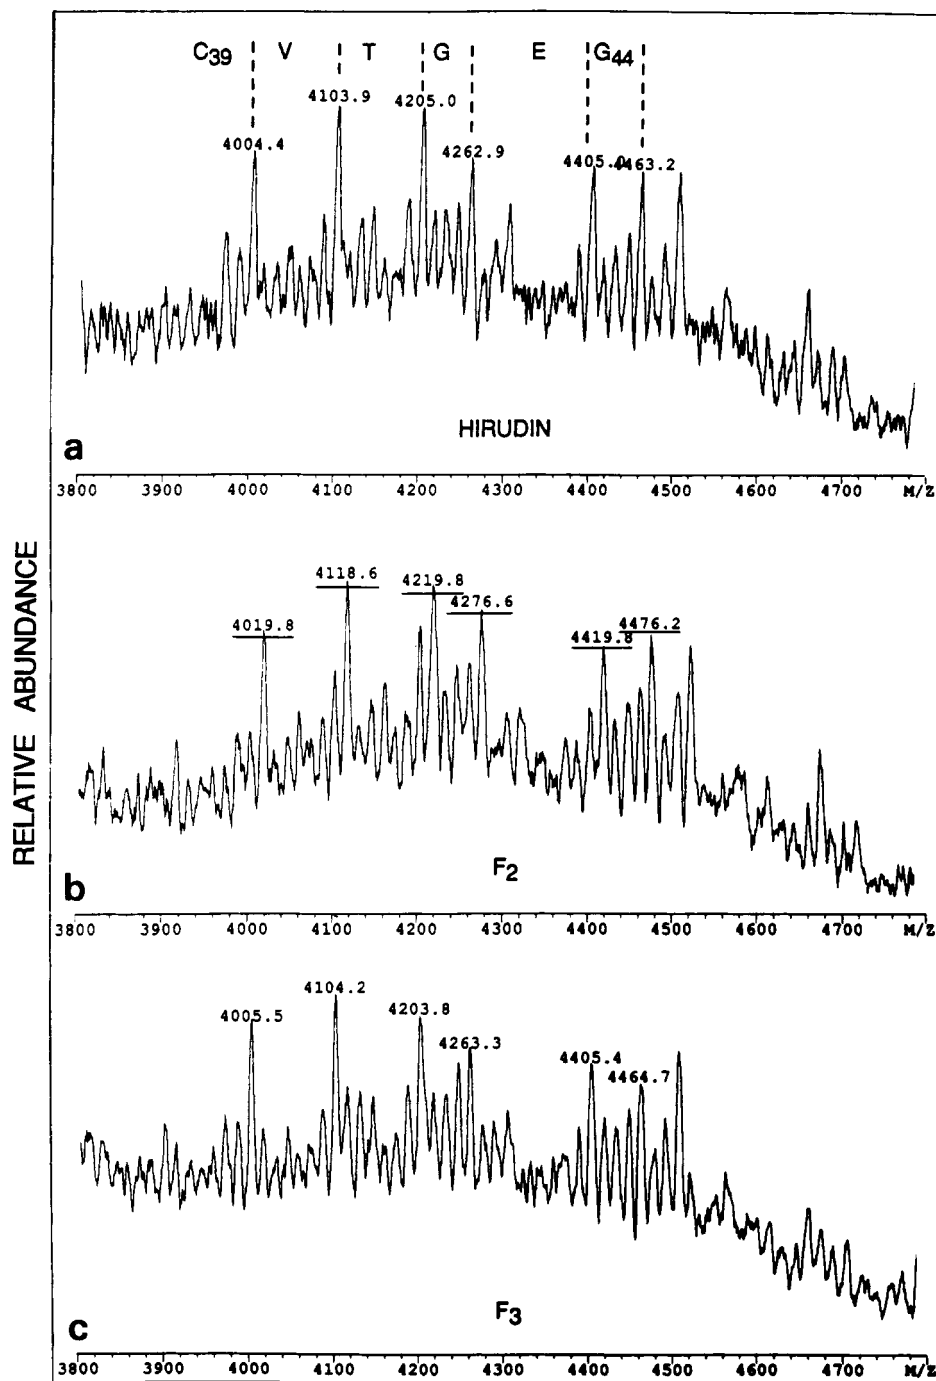 C39 V T G E G44
4103.9 4205.0
4004.4 4262.9 4405.0 4463.2
HIRUDIN
a
3800 3900 4000 4100 4200 4300 4400 4500 4600 4700 M/Z
RELATIVE ABUNDANCE
4118.6 4219.8
4276.6
4019.8 4419.8 4476.2
F2
b
3800 3900 4000 4100 4200 4300 4400 4500 4600 4700 M/Z
4104.2
4005.5 4203.8
4263.3 4405.4
4464.7
F3
c
3800 3900 4000 4100 4200 4300 4400 4500 4600 4700 M/Z